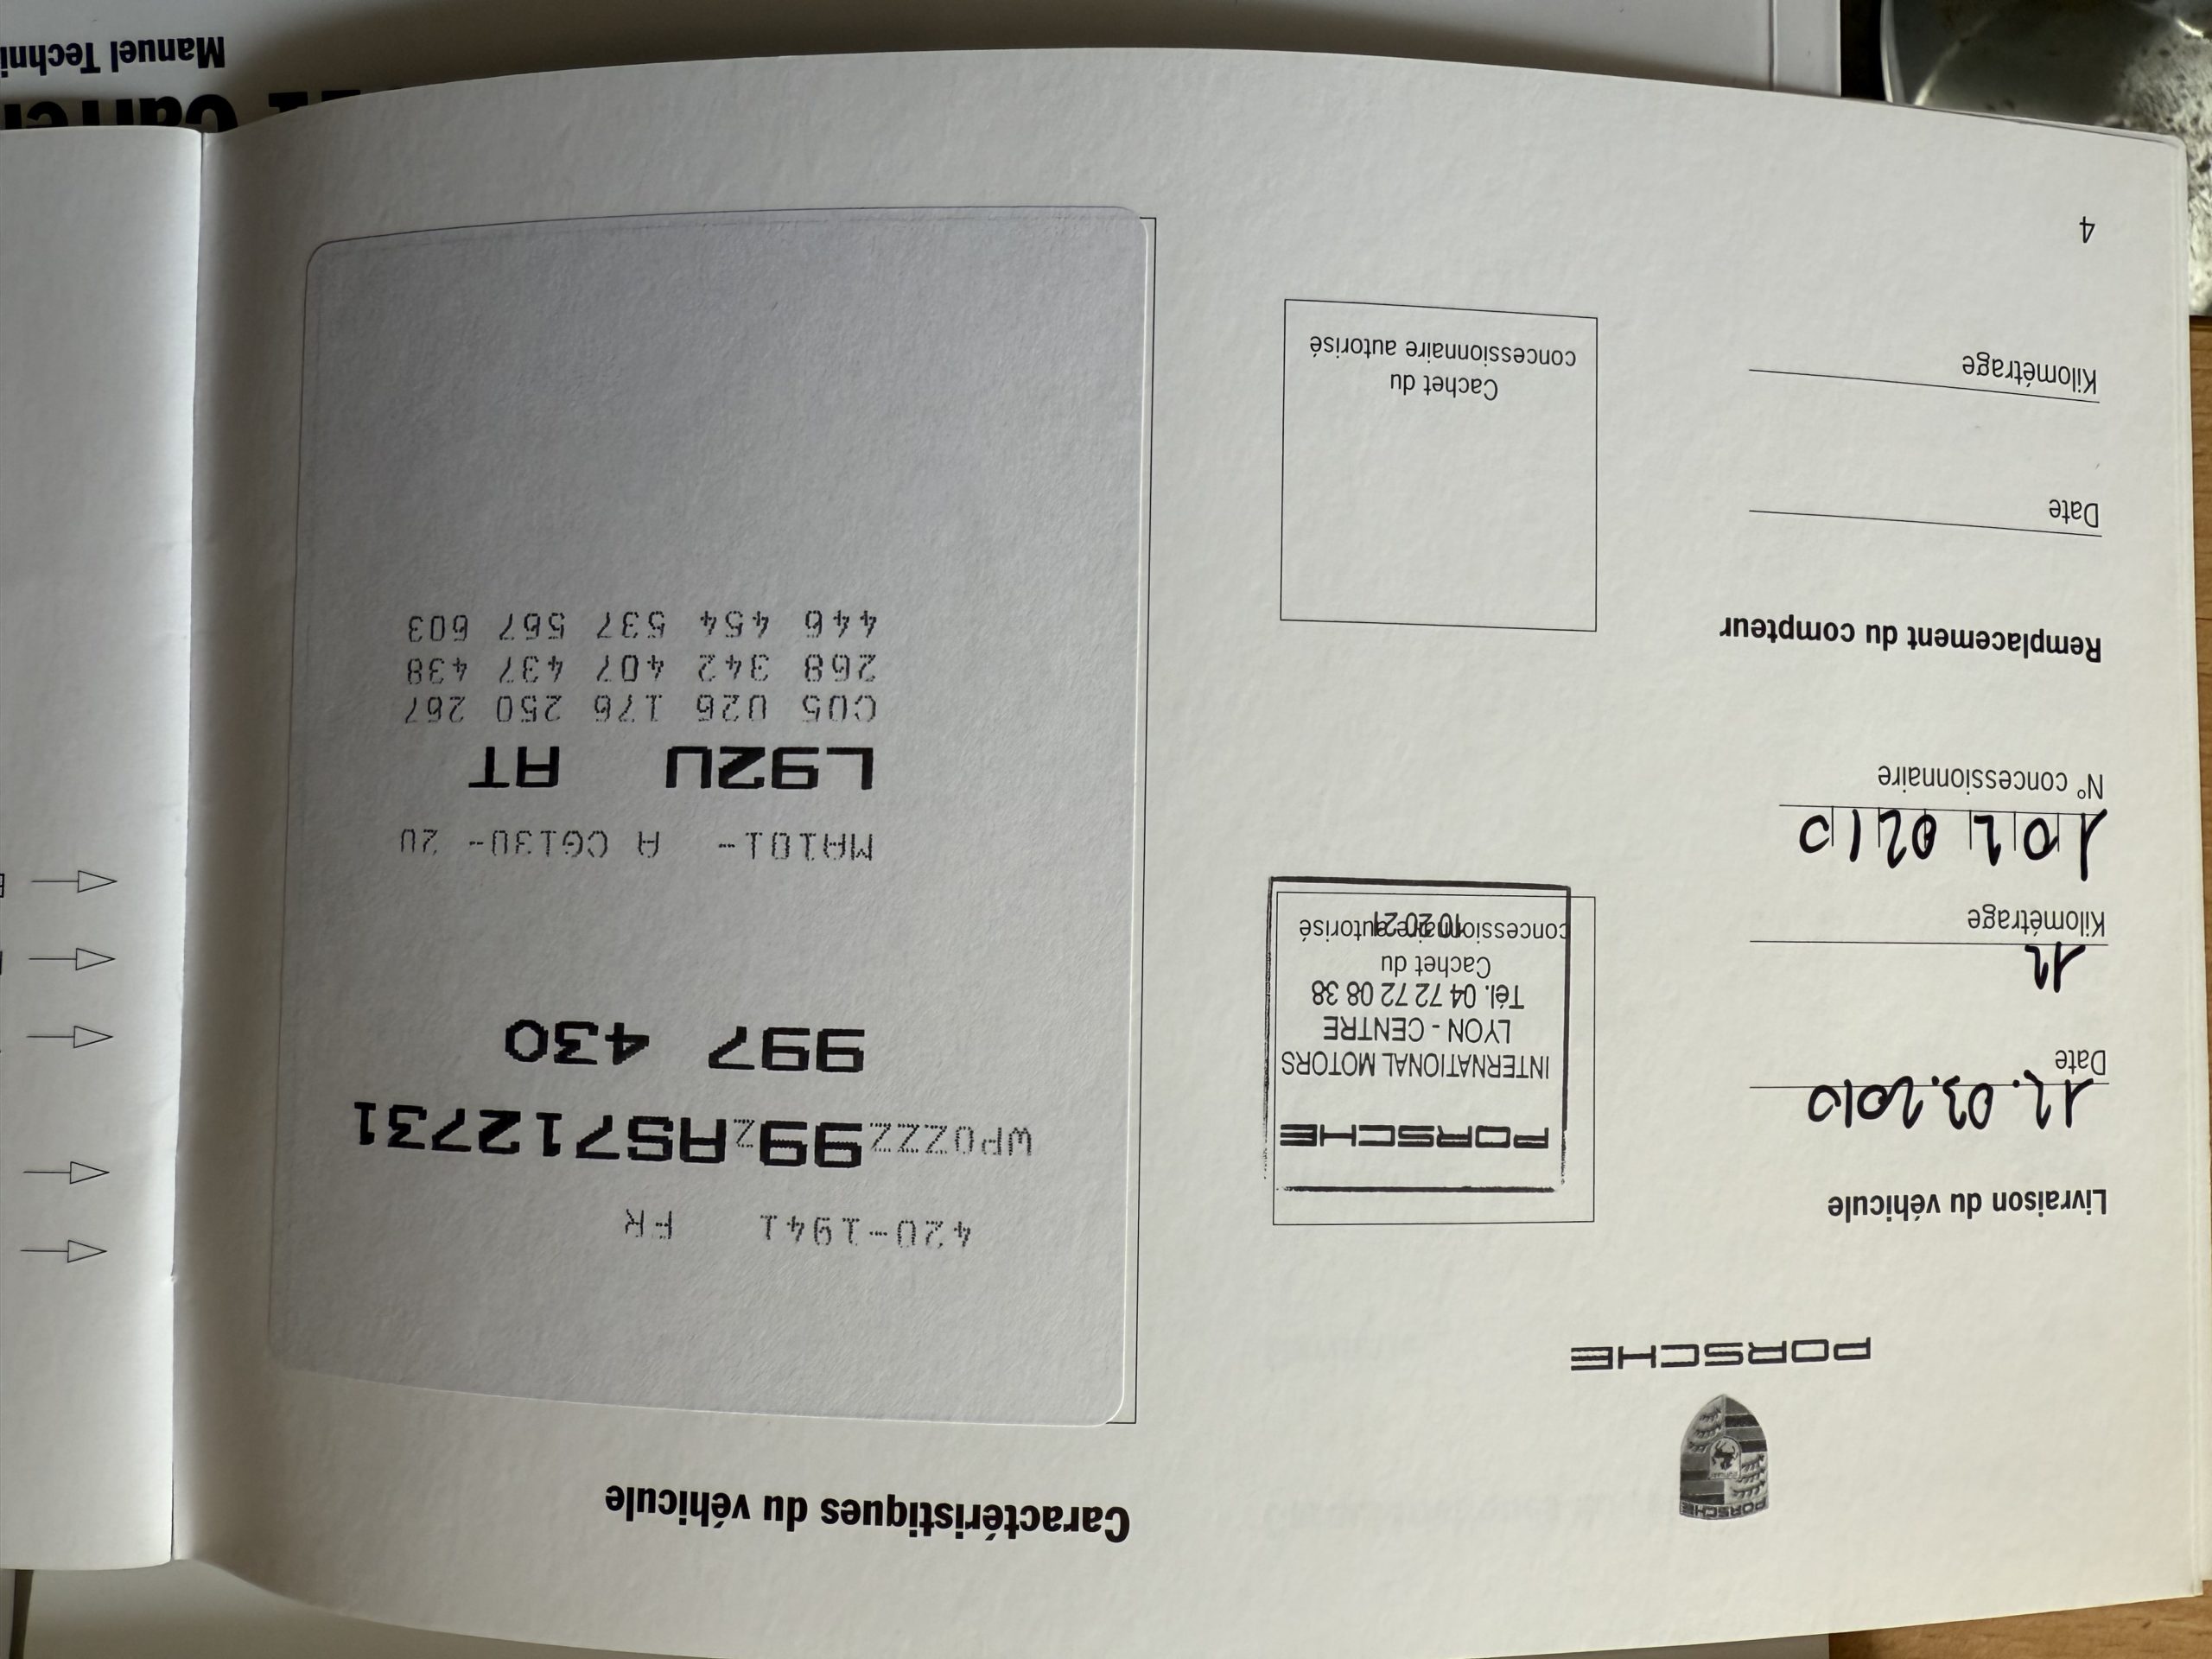 PORSCHE
PORSCHE
Livraison du véhicule
12.03.2010
Date
12
Kilométrage
1020210
N° concessionnaire
Remplacement du compteur
Date
Kilométrage
4
PORSCHE
INTERNATIONAL MOTORS
LYON - CENTRE
Tél. 04 72 72 08 38
Cachet du
concessionnaire autorisé
Cachet du
concessionnaire autorisé
Caractéristiques du véhicule
420-1941 FR
WP0ZZZ99ZAS712731
997 430
MA101- A CG130- 20
L92U AT
C05 026 176 250 267
268 342 407 437 438
446 454 537 567 603
Manuel Techni